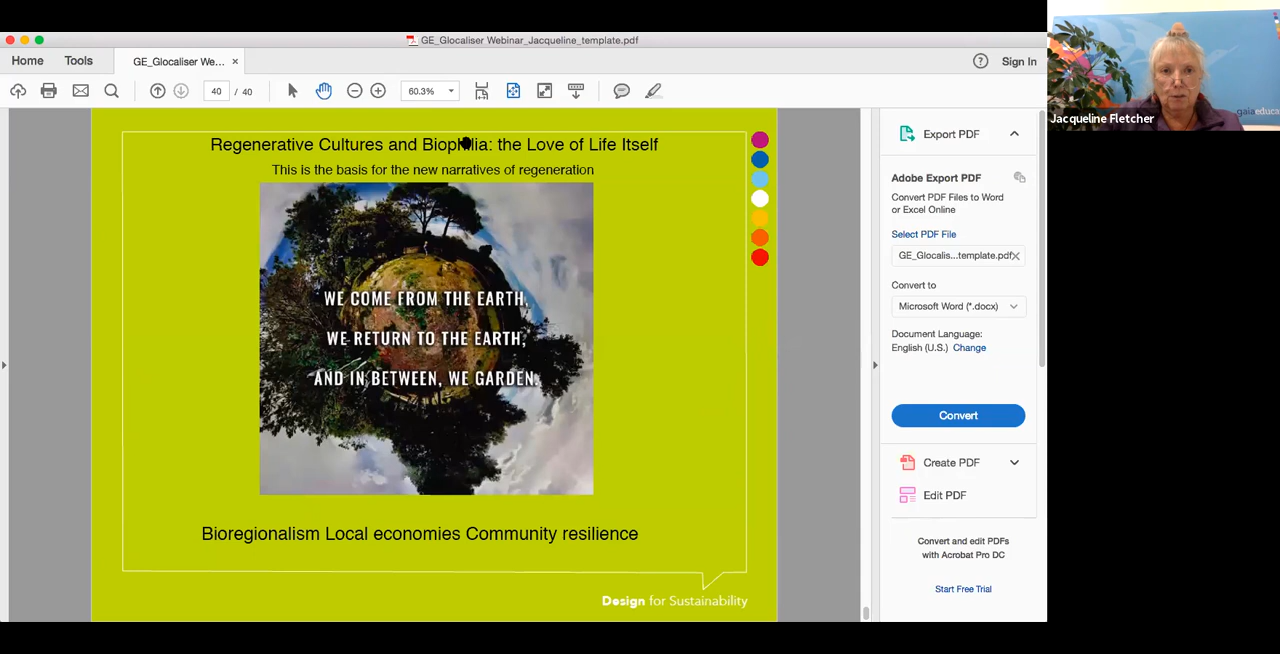 GE_Glocaliser Webinar_Jacqueline_template.pdf
Home
Tools
GE_Glocaliser We...
×
Sign In
40 / 40
60.3%
Regenerative Cultures and Biophilia: the Love of Life Itself
This is the basis for the new narratives of regeneration
WE COME FROM THE EARTH,
WE RETURN TO THE EARTH,
AND IN BETWEEN, WE GARDEN.
Bioregionalism Local economies Community resilience
Design for Sustainability
Export PDF
Adobe Export PDF
Convert PDF Files to Word
or Excel Online
Select PDF File
GE_Glocalis...template.pdf
Convert to
Microsoft Word (*.docx)
Document Language:
English (U.S.) Change
Convert
Create PDF
Edit PDF
Convert and edit PDFs
with Acrobat Pro DC
Start Free Trial
gaiaeduca
Jacqueline Fletcher